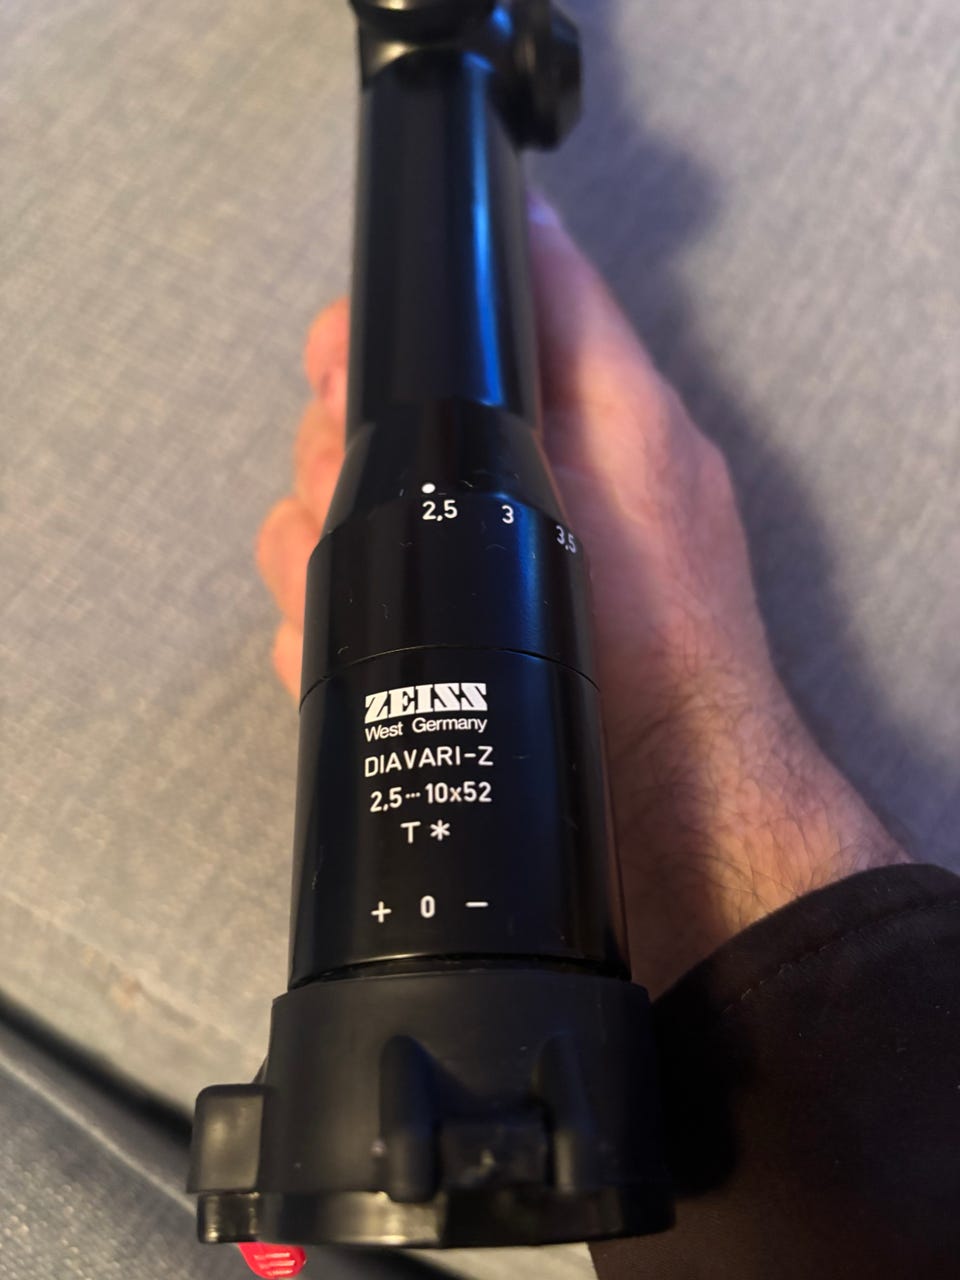 2,5 3 3,5
ZEISS
West Germany
DIAVARI-Z
2,5···10x52
T*
+ 0 −